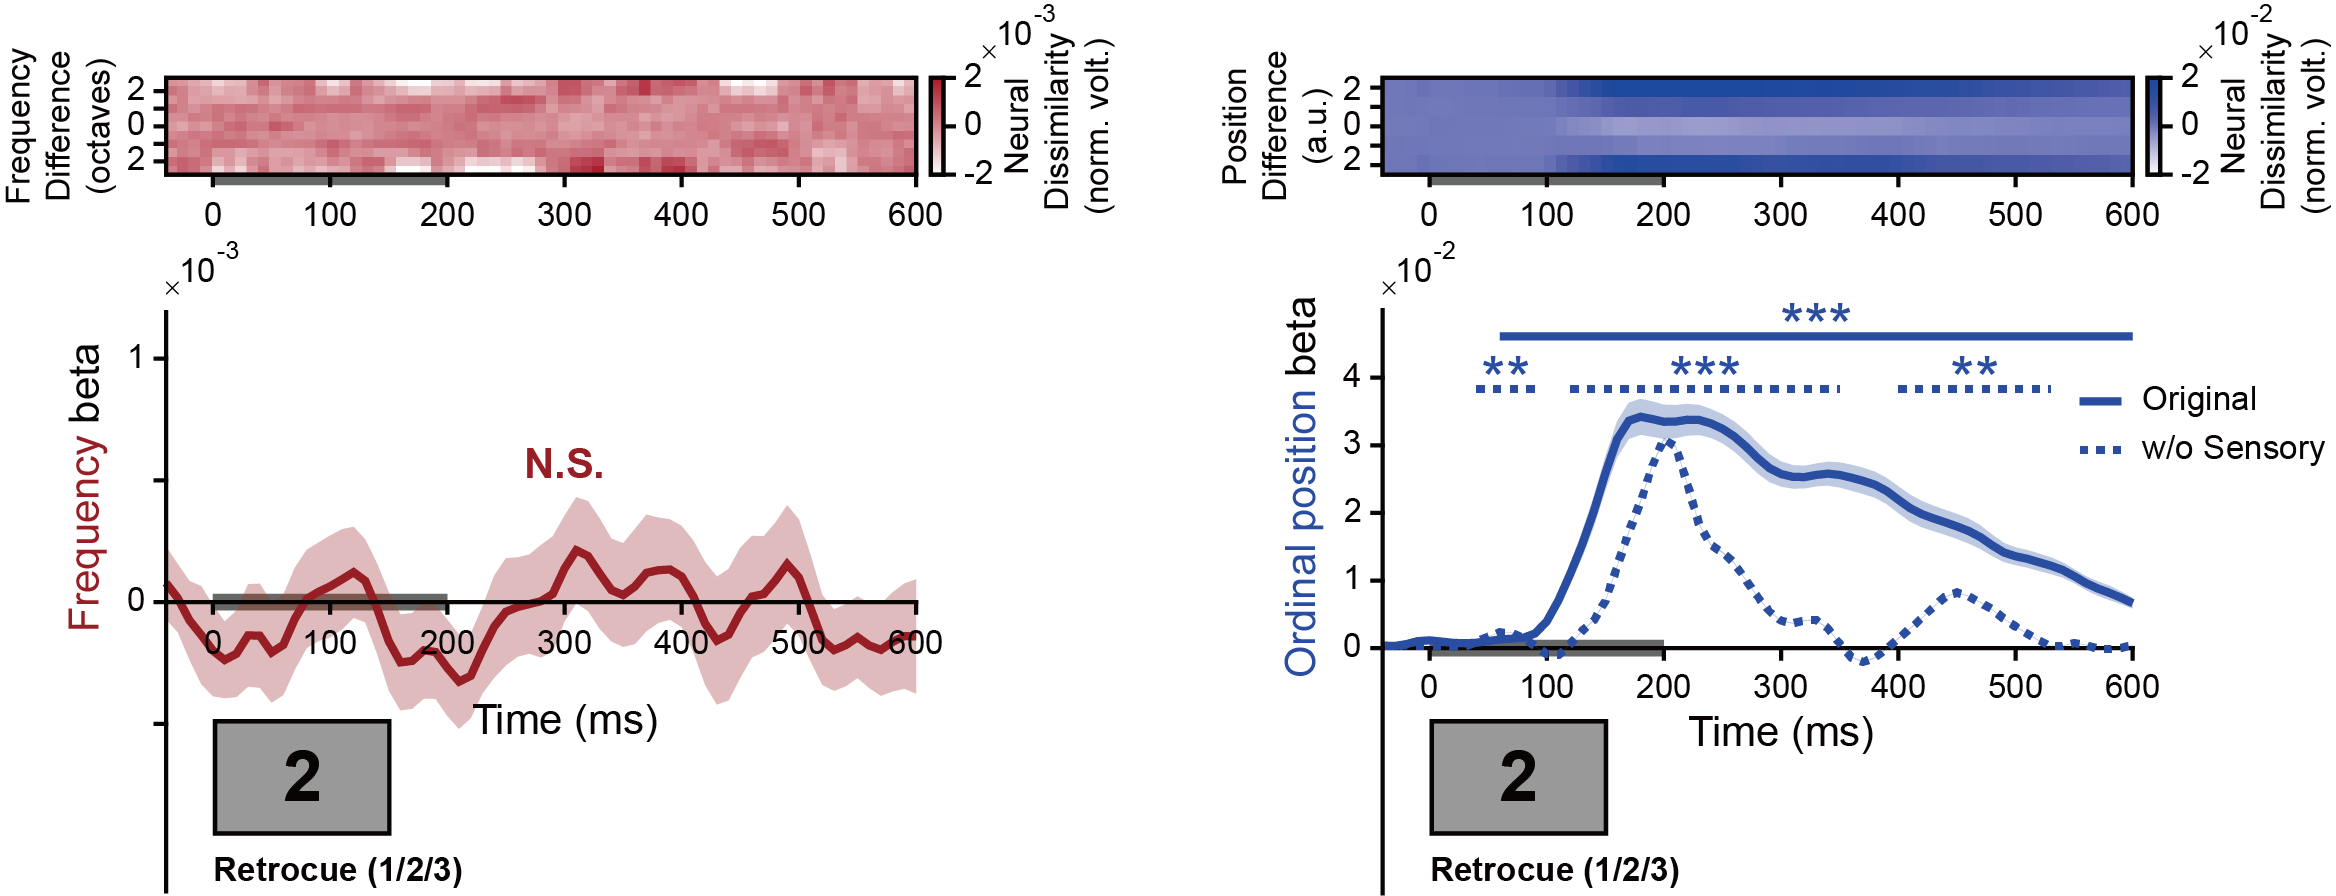 Frequency
Difference
(octaves)
2
0
2
0 100 200 300 400 500 600
×10-3
2
0
-2
Neural
Dissimilarity
(norm. volt.)
Position
Difference
(a.u.)
2
0
2
0 100 200 300 400 500 600
×10-2
2
0
-2
Neural
Dissimilarity
(norm. volt.)
×10-3
Frequency beta
1
0
N.S.
0 100 200 300 400 500 600
Time (ms)
2
Retrocue (1/2/3)
×10-2
Ordinal position beta
4
3
2
1
0
***
** *** **
Original
w/o Sensory
0 100 200 300 400 500 600
Time (ms)
2
Retrocue (1/2/3)